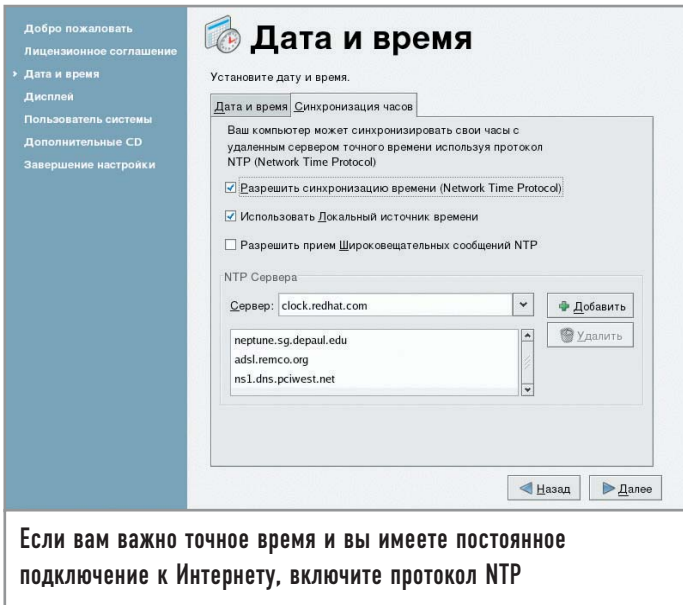 Добро пожаловать
Лицензионное соглашение
Дата и время
Дисплей
Пользователь системы
Дополнительные CD
Завершение настройки
Дата и время
Установите дату и время.
Дата и время Синхронизация часов
Ваш компьютер может синхронизировать свои часы с
удаленным сервером точного времени используя протокол
NTP (Network Time Protocol)
Разрешить синхронизацию времени (Network Time Protocol)
Использовать Локальный источник времени
Разрешить прием Широковещательных сообщений NTP
NTP Сервера
Сервер: clock.redhat.com
Добавить
neptune.sg.depaul.edu
adsl.remco.org
ns1.dns.pciwest.net
Удалить
Назад Далее
Если вам важно точное время и вы имеете постоянное
подключение к Интернету, включите протокол NTP